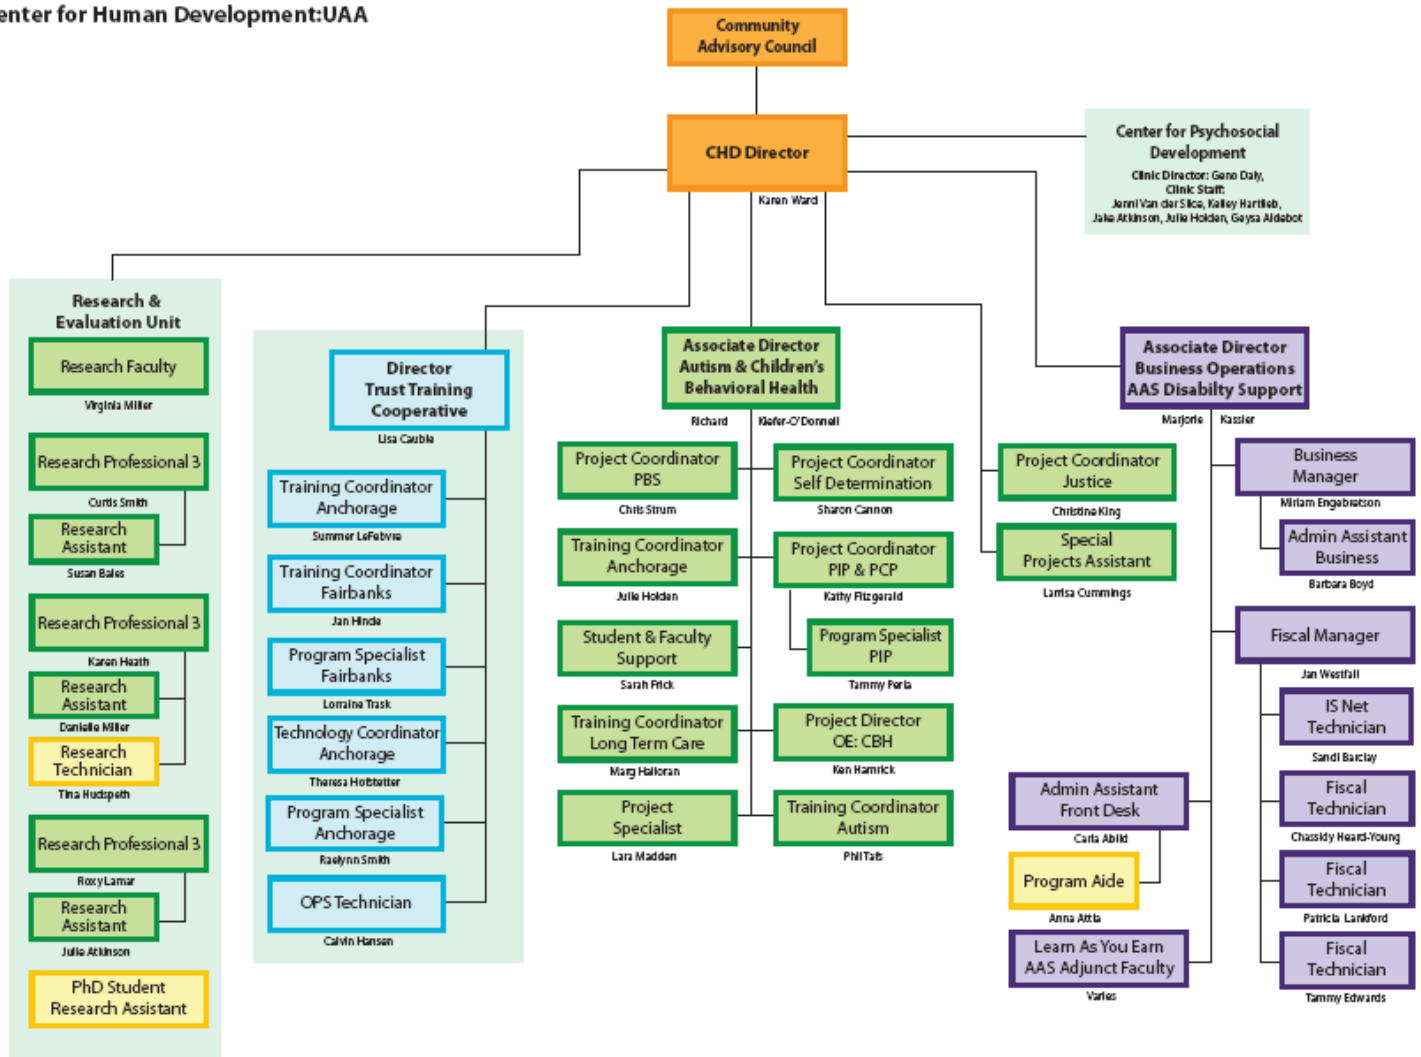 enter for Human Development:UAA
Community
Advisory Council
CHD Director
Karen Ward
Center for Psychosocial
Development
Clinic Director: Geno Daly,
Clinic Staff:
Jenni Van der Slice, Kelley Hartlieb,
Jake Atkinson, Julie Holden, Geysa Aldebot
Research &
Evaluation Unit
Research Faculty
Virginia Miller
Research Professional 3
Curtis Smith
Research
Assistant
Susan Bales
Research Professional 3
Karen Heath
Research
Assistant
Danielle Miller
Research
Technician
Tina Hudspeth
Research Professional 3
Roxy Lamar
Research
Assistant
Julie Atkinson
PhD Student
Research Assistant
Director
Trust Training
Cooperative
Lisa Cauble
Training Coordinator
Anchorage
Summer LeFebvre
Training Coordinator
Fairbanks
Jan Hinde
Program Specialist
Fairbanks
Lorraine Trask
Technology Coordinator
Anchorage
Theresa Hofstetter
Program Specialist
Anchorage
Raelynn Smith
OPS Technician
Calvin Hansen
Associate Director
Autism & Children's
Behavioral Health
Richard Kiefer-O'Donnell
Project Coordinator
PBS
Chris Strum
Project Coordinator
Self Determination
Sharon Cannon
Training Coordinator
Anchorage
Julie Holden
Project Coordinator
PIP & PCP
Kathy Fitzgerald
Student & Faculty
Support
Sarah Frick
Program Specialist
PIP
Tammy Perla
Training Coordinator
Long Term Care
Marg Halloran
Project Director
OE: CBH
Ken Hamrick
Project
Specialist
Lara Madden
Training Coordinator
Autism
Phil Tafs
Project Coordinator
Justice
Christine King
Special
Projects Assistant
Larrisa Cummings
Associate Director
Business Operations
AAS Disabilty Support
Marjorie Kassler
Business
Manager
Miriam Engebretson
Admin Assistant
Business
Barbara Boyd
Fiscal Manager
Jan Westfall
IS Net
Technician
Sandi Barclay
Fiscal
Technician
Chassidy Heard-Young
Fiscal
Technician
Patricia Lankford
Fiscal
Technician
Tammy Edwards
Admin Assistant
Front Desk
Carla Abild
Program Aide
Anna Attla
Learn As You Earn
AAS Adjunct Faculty
Varies